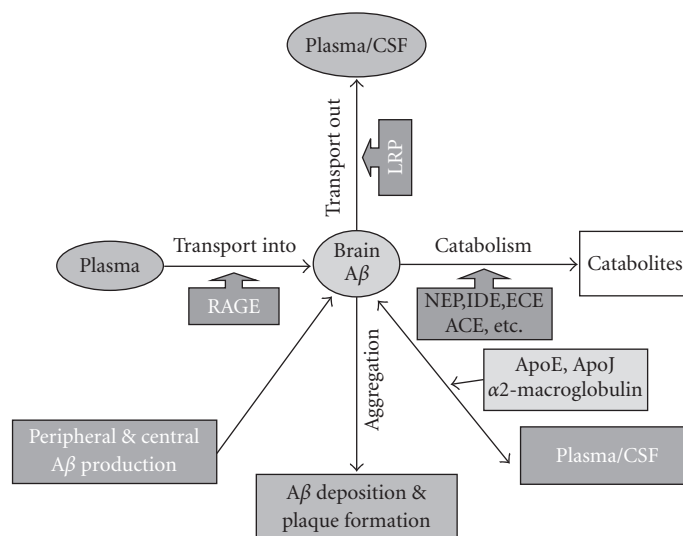 Plasma/CSF
Transport out
LRP
Transport into
Brain
Aβ
Catabolism
Plasma
Catabolites
RAGE
NEP,IDE,ECE
ACE, etc.
Aggregation
ApoE, ApoJ
α2-macroglobulin
Peripheral & central
Aβ production
Plasma/CSF
Aβ deposition &
plaque formation